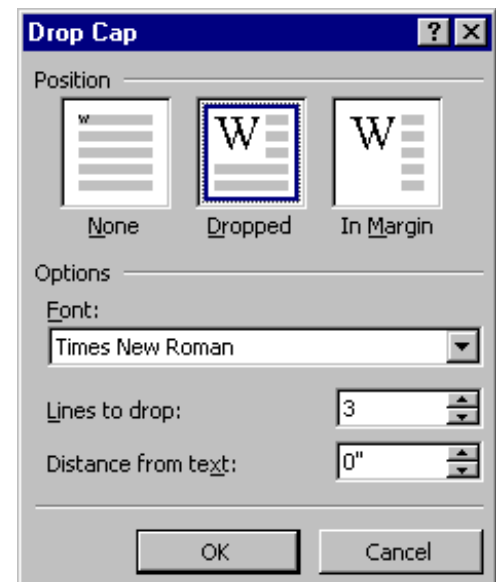 Drop Cap
Position
W W W
None Dropped In Margin
Options
Font:
Times New Roman
Lines to drop: 3
Distance from text: 0"
OK Cancel